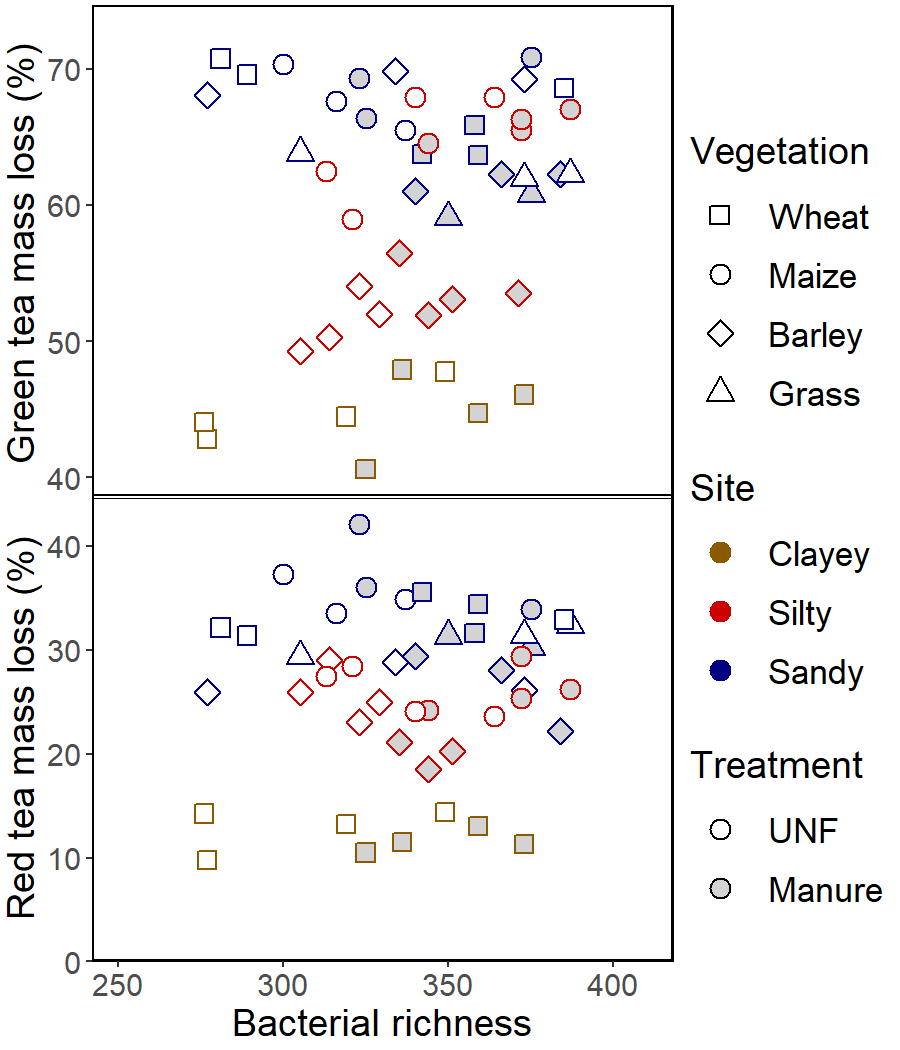 Green tea mass loss (%)
70
60
50
40
Red tea mass loss (%)
40
30
20
10
0
250
300
350
400
Bacterial richness
Vegetation
Wheat
Maize
Barley
Grass
Site
Clayey
Silty
Sandy
Treatment
UNF
Manure